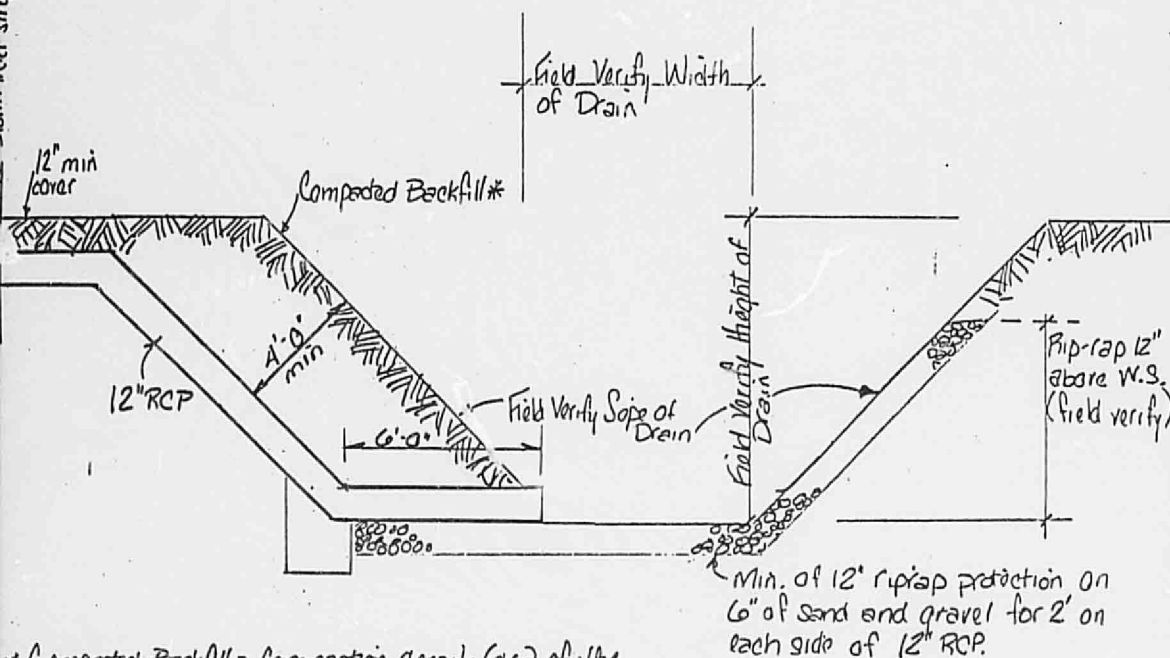 Field Verify Width
of Drain
12" min
cover
Compacted Backfill*
Field Verify Height of
Drain
4'-0"
min
12" RCP
6'-0"
Field Verify Sope of
Drain
Rip-rap 12"
above W.S.
(field verify)
Min. of 12" riprap protection on
6" of sand and gravel for 2' on
each side of 12" RCP.